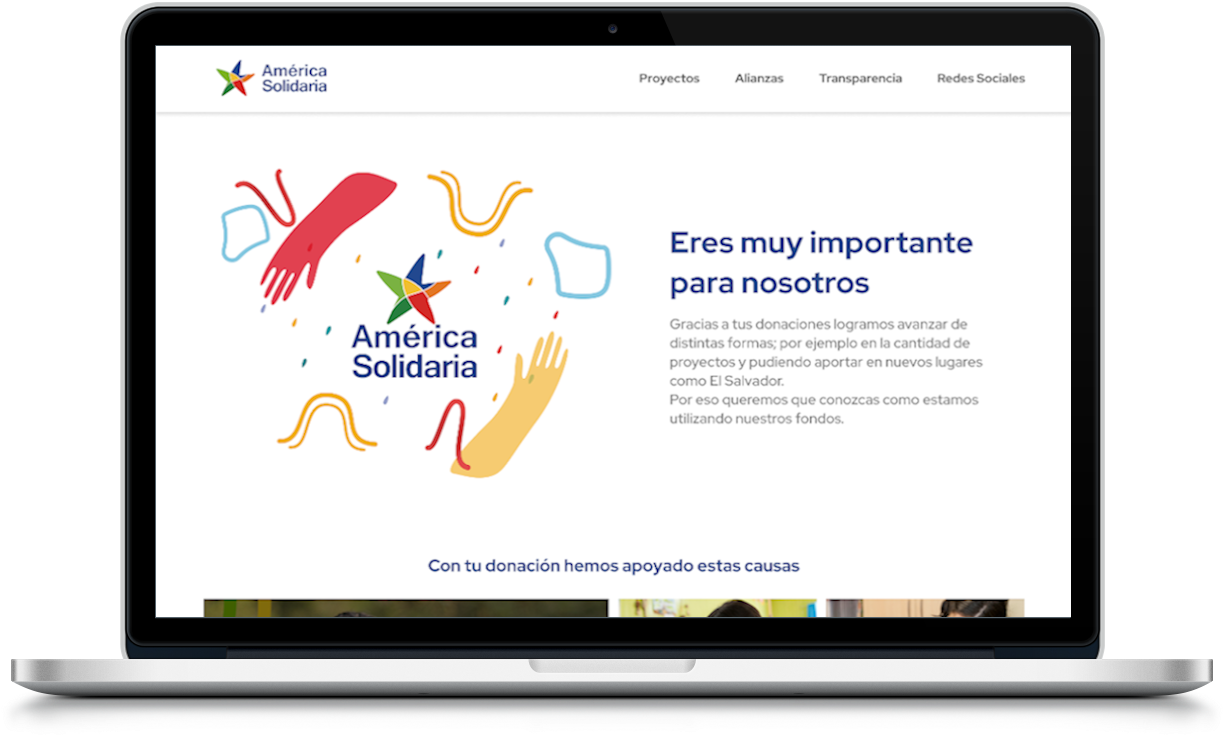 América
Solidaria
Proyectos
Alianzas
Transparencia
Redes Sociales
América
Solidaria
Eres muy importante
para nosotros
Gracias a tus donaciones logramos avanzar de
distintas formas; por ejemplo en la cantidad de
proyectos y pudiendo aportar en nuevos lugares
como El Salvador.
Por eso queremos que conozcas como estamos
utilizando nuestros fondos.
Con tu donación hemos apoyado estas causas